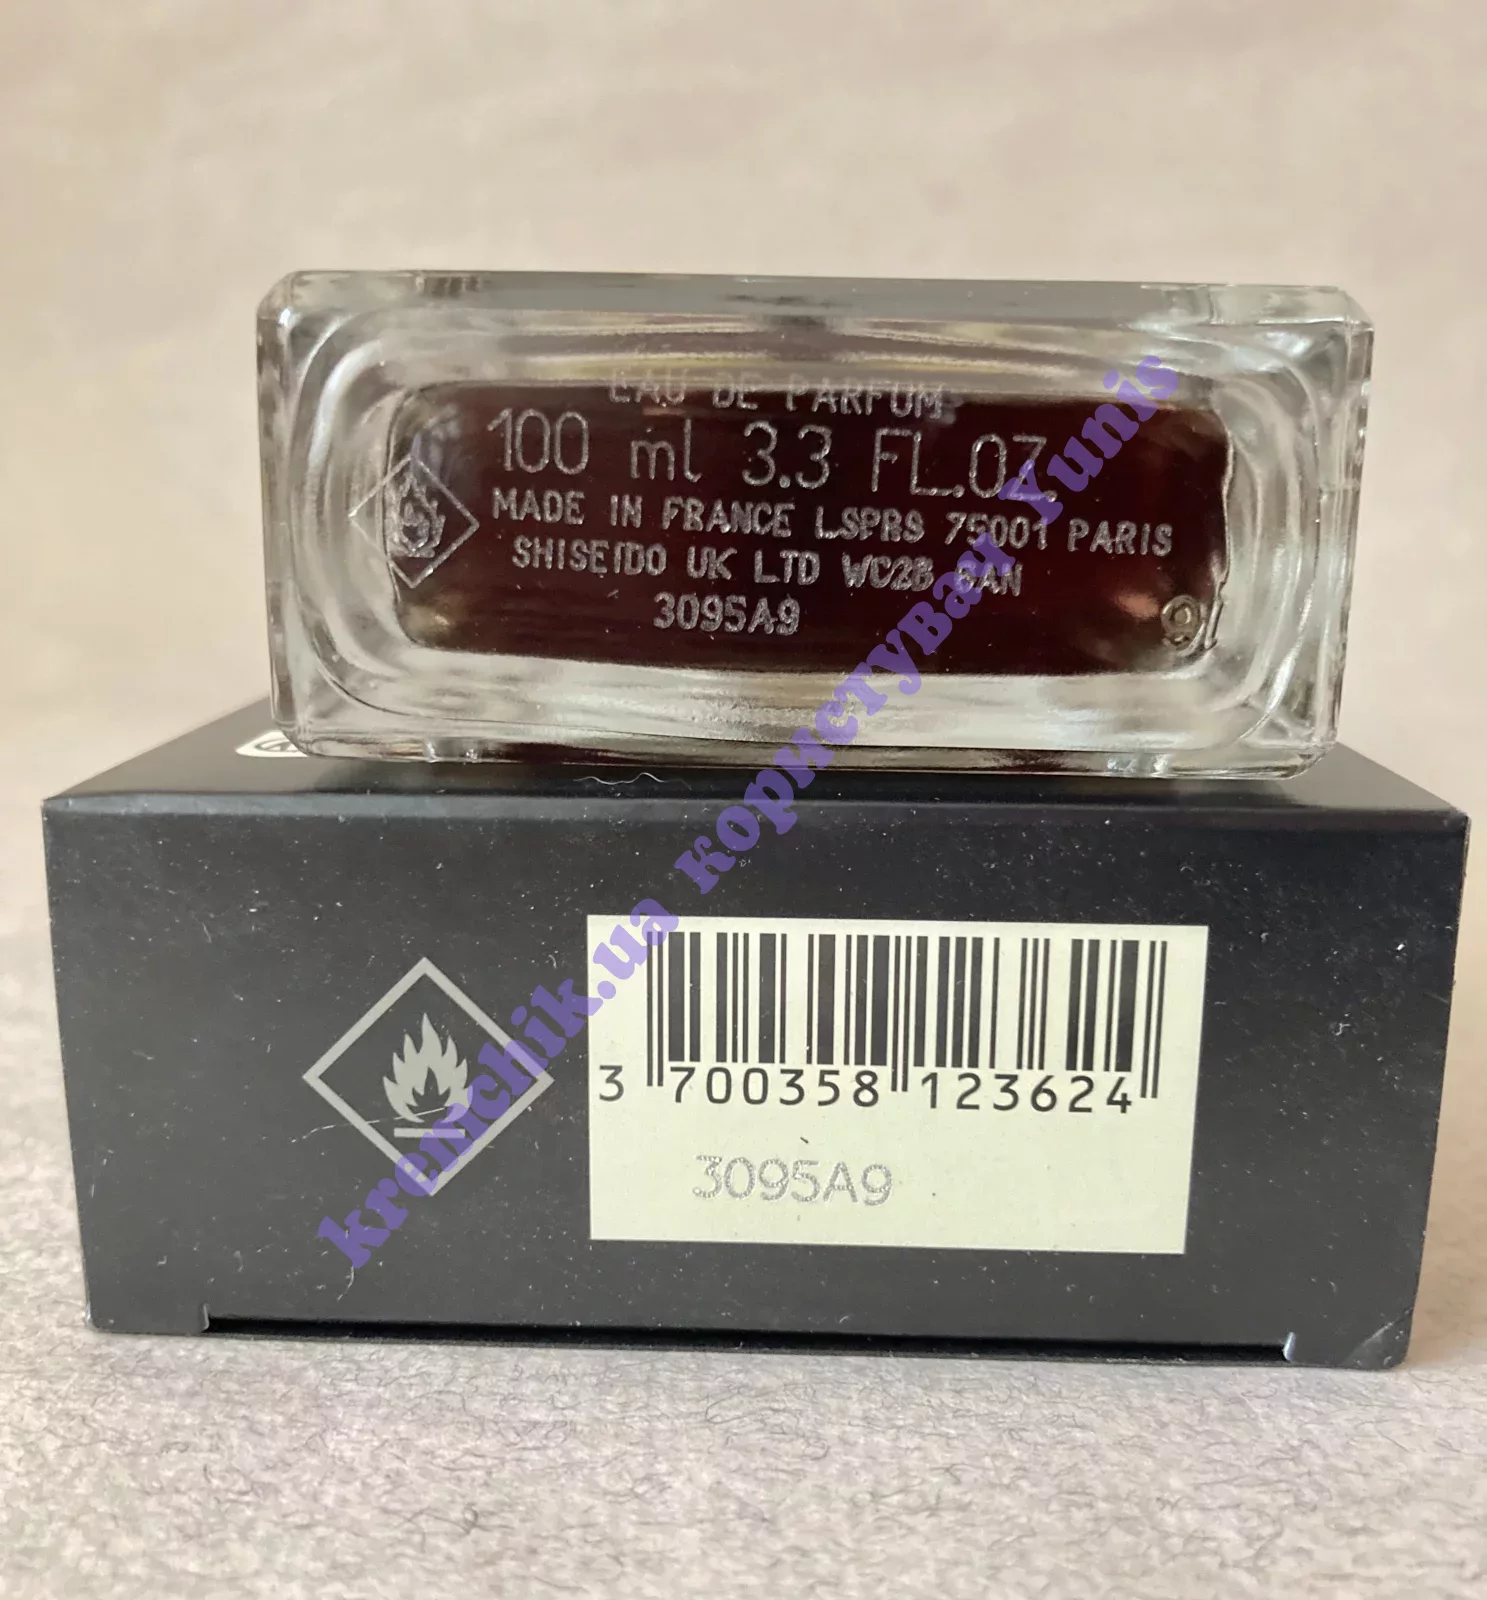 EAU DE PARFUM
100 ml 3.3 FL.OZ.
MADE IN FRANCE LSPRS 75001 PARIS
SHISEIDO UK LTD WC2B 6AN
3095A9
3 700358 123624
3095A9
kremchik.ua користувач Yunis